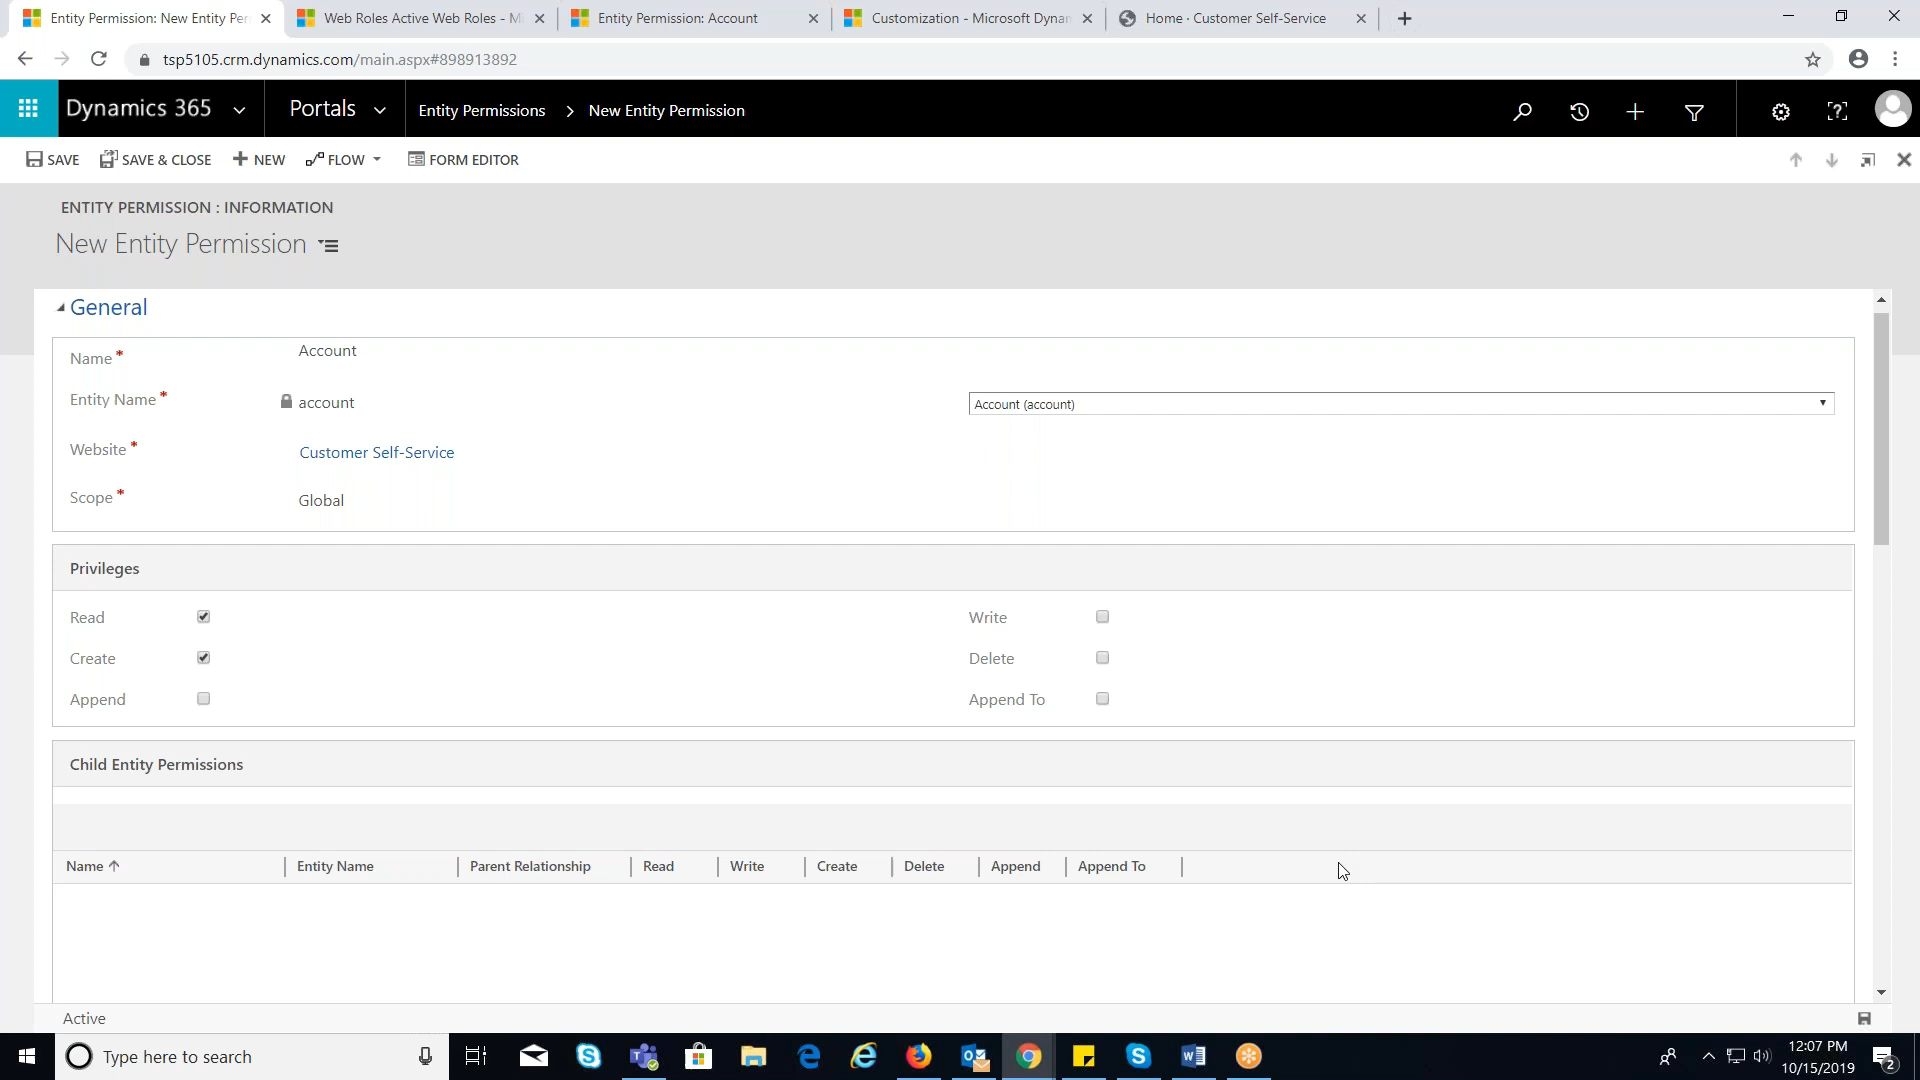 Entity Permission: New Entity Per
Web Roles Active Web Roles - Mi
Entity Permission: Account
Customization - Microsoft Dynam
Home · Customer Self-Service
tsp5105.crm.dynamics.com/main.aspx#898913892
Dynamics 365
Portals
Entity Permissions > New Entity Permission
SAVE
SAVE & CLOSE
NEW
FLOW
FORM EDITOR
ENTITY PERMISSION : INFORMATION
New Entity Permission
General
Name * Account
Entity Name * account
Account (account)
Website * Customer Self-Service
Scope * Global
Privileges
Read
Write
Create
Delete
Append
Append To
Child Entity Permissions
Name Entity Name Parent Relationship Read Write Create Delete Append Append To
Active
Type here to search
12:07 PM
10/15/2019
2